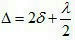 Δ = 2δ + λ/2